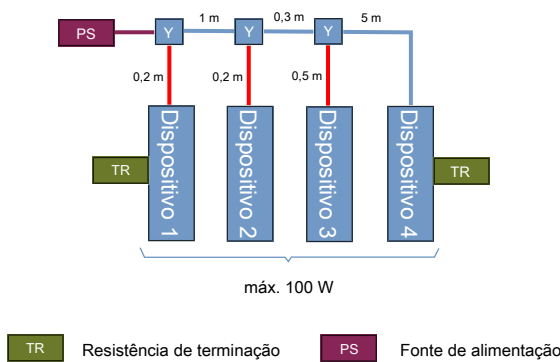 PS
Y
1 m
Y
0,3 m
Y
5 m
0,2 m
0,2 m
0,5 m
Dispositivo 1
Dispositivo 2
Dispositivo 3
Dispositivo 4
TR
TR
máx. 100 W
TR Resistência de terminação PS Fonte de alimentação